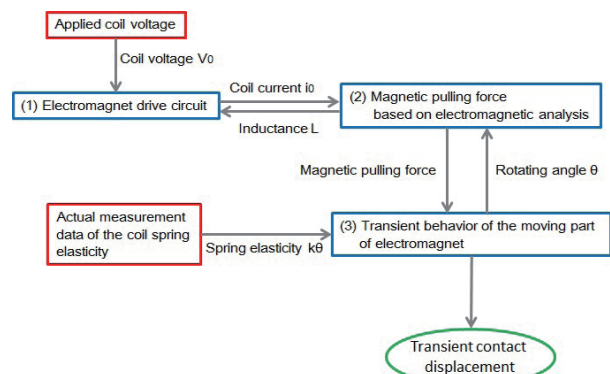 Applied coil voltage
Coil voltage V0
(1) Electromagnet drive circuit
Coil current i0
Inductance L
(2) Magnetic pulling force
based on electromagnetic analysis
Magnetic pulling force
Rotating angle θ
Actual measurement
data of the coil spring
elasticity
Spring elasticity kθ
(3) Transient behavior of the moving part
of electromagnet
Transient contact
displacement